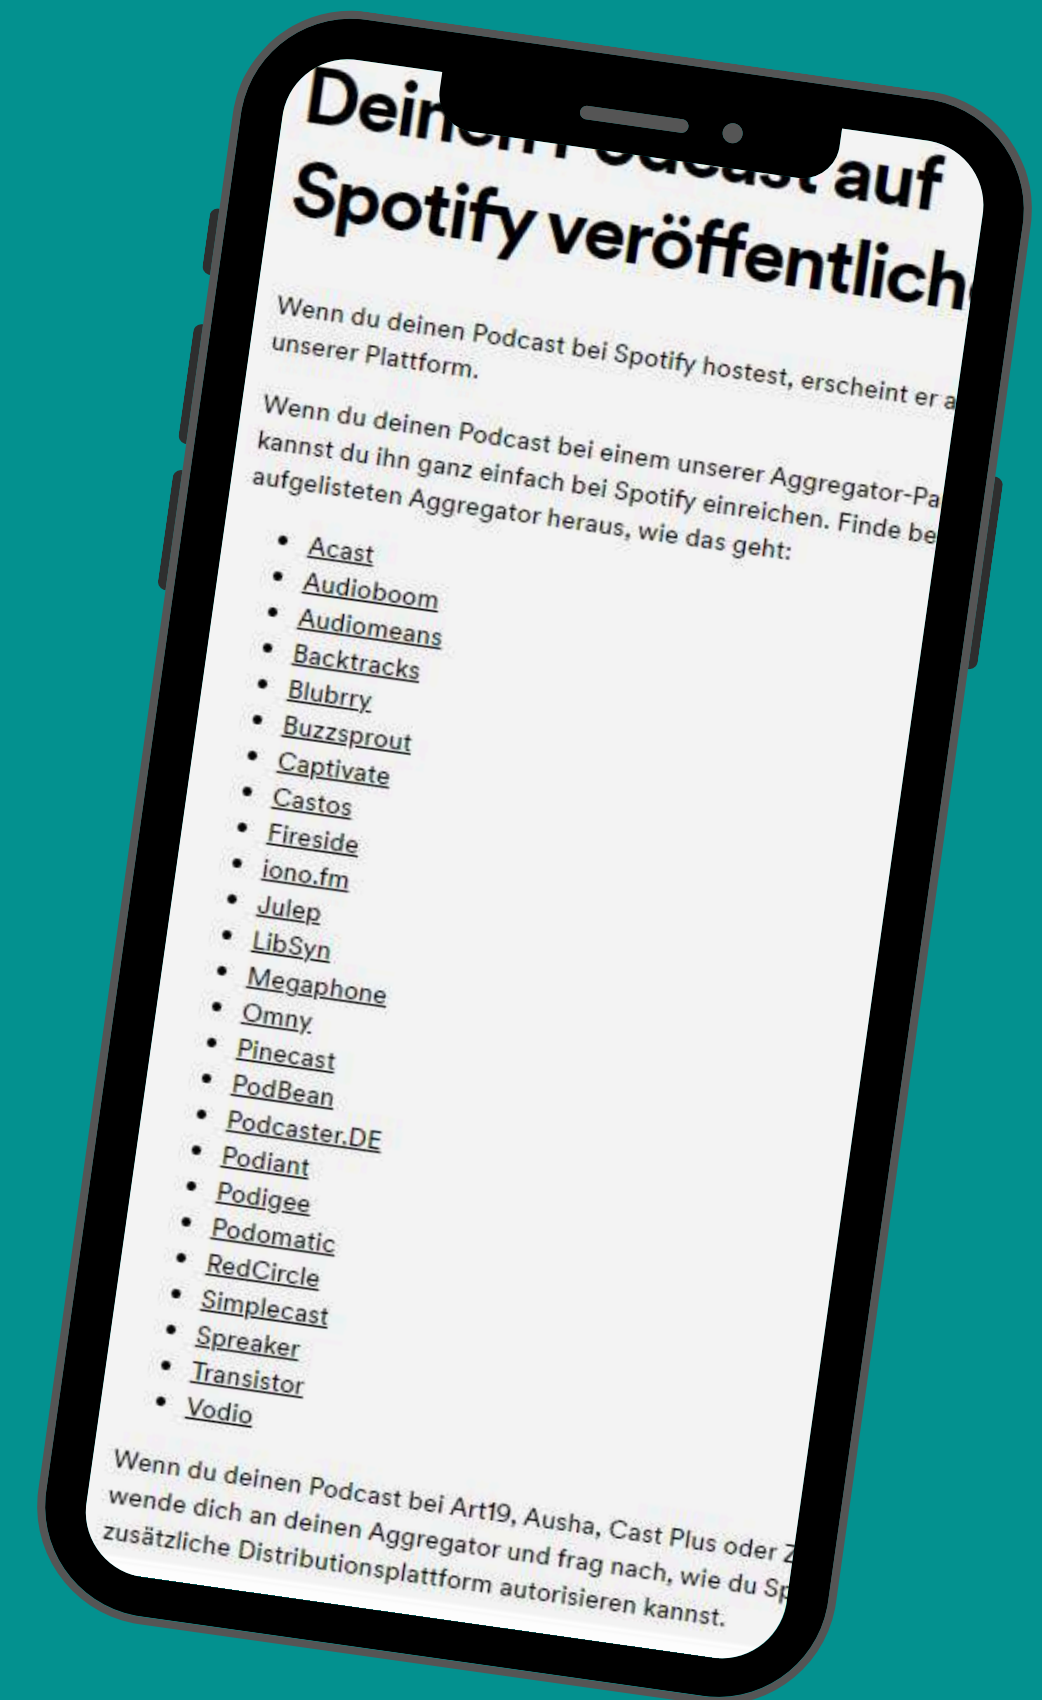 Deinen Podcast auf
Spotify veröffentliche
Wenn du deinen Podcast bei Spotify hostest, erscheint er a
unserer Plattform.
Wenn du deinen Podcast bei einem unserer Aggregator-Pa
kannst du ihn ganz einfach bei Spotify einreichen. Finde be
aufgelisteten Aggregator heraus, wie das geht:
Acast
Audioboom
Audiomeans
Backtracks
Blubrry
Buzzsprout
Captivate
Castos
Fireside
iono.fm
Julep
LibSyn
Megaphone
Omny
Pinecast
PodBean
Podcaster.DE
Podiant
Podigee
Podomatic
RedCircle
Simplecast
Spreaker
Transistor
Vodio
Wenn du deinen Podcast bei Art19, Ausha, Cast Plus oder Z
wende dich an deinen Aggregator und frag nach, wie du Sp
zusätzliche Distributionsplattform autorisieren kannst.